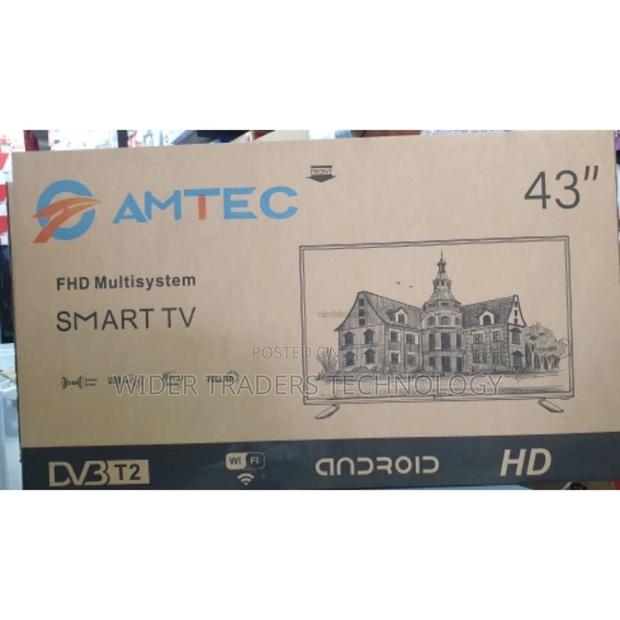 FRONT
AMTEC
43"
FHD Multisystem
SMART TV
POSTED ON
WIDER TRADERS TECHNOLOGY
DVB T2
WI FI
ANDROID
HD